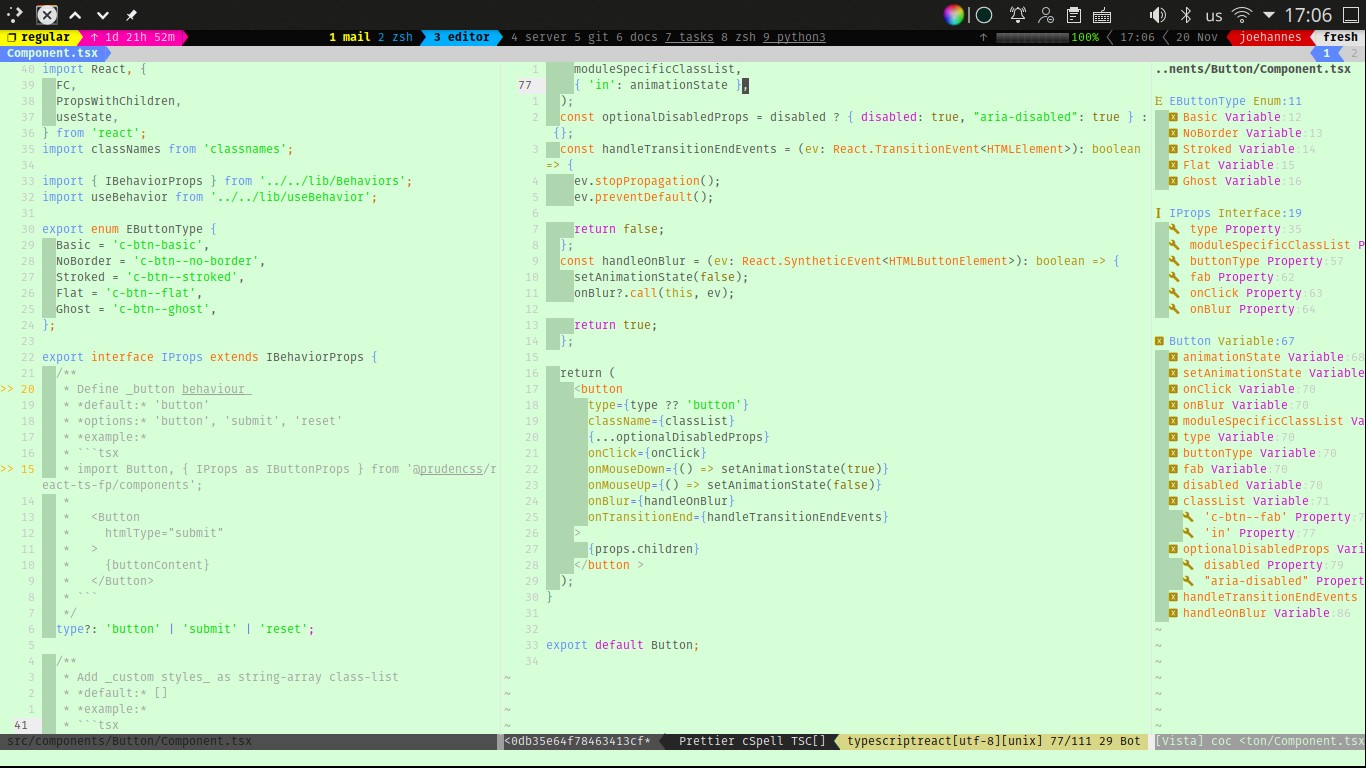 us 17:06
regular ↑ 1d 21h 52m 1 mail 2 zsh 3 editor 4 server 5 git 6 docs 7 tasks 8 zsh 9 python3 ↑ 100% 17:06 20 Nov joehannes fresh
Component.tsx 1 2
40 import React, {
39 FC,
38 PropsWithChildren,
37 useState,
36 } from 'react';
35 import classNames from 'classnames';
34
33 import { IBehaviorProps } from '../../lib/Behaviors';
32 import useBehavior from '../../lib/useBehavior';
31
30 export enum EButtonType {
29 Basic = 'c-btn-basic',
28 NoBorder = 'c-btn--no-border',
27 Stroked = 'c-btn--stroked',
26 Flat = 'c-btn--flat',
25 Ghost = 'c-btn--ghost',
24 };
23
22 export interface IProps extends IBehaviorProps {
21 /**
>> 20 * Define _button behaviour_
19 * *default:* 'button'
18 * *options:* 'button', 'submit', 'reset'
17 * *example:*
16 * ```tsx
>> 15 * import Button, { IProps as IButtonProps } from '@prudencss/r
eact-ts-fp/components';
14 *
13 * <Button
12 * htmlType="submit"
11 * >
10 * {buttonContent}
9 * </Button>
8 * ```
7 */
6 type?: 'button' | 'submit' | 'reset';
5
4 /**
3 * Add _custom styles_ as string-array class-list
2 * *default:* []
1 * *example:*
41 * ```tsx
src/components/Button/Component.tsx
1 moduleSpecificClassList,
77 { 'in': animationState },
1 );
2 const optionalDisabledProps = disabled ? { disabled: true, "aria-disabled": true } :
{};
3 const handleTransitionEndEvents = (ev: React.TransitionEvent<HTMLElement>): boolean
=> {
4 ev.stopPropagation();
5 ev.preventDefault();
6
7 return false;
8 };
9 const handleOnBlur = (ev: React.SyntheticEvent<HTMLButtonElement>): boolean => {
10 setAnimationState(false);
11 onBlur?.call(this, ev);
12
13 return true;
14 };
15
16 return (
17 <button
18 type={type ?? 'button'}
19 className={classList}
20 {...optionalDisabledProps}
21 onClick={onClick}
22 onMouseDown={() => setAnimationState(true)}
23 onMouseUp={() => setAnimationState(false)}
24 onBlur={handleOnBlur}
25 onTransitionEnd={handleTransitionEndEvents}
26 >
27 {props.children}
28 </button >
29 );
30 }
31
32
33 export default Button;
34
~
~
~
~
<0db35e64f78463413cf* Prettier cSpell TSC[] typescriptreact[utf-8][unix] 77/111 29 Bot
..nents/Button/Component.tsx
E EButtonType Enum:11
Basic Variable:12
NoBorder Variable:13
Stroked Variable:14
Flat Variable:15
Ghost Variable:16
I IProps Interface:19
type Property:35
moduleSpecificClassList P
buttonType Property:57
fab Property:62
onClick Property:63
onBlur Property:64
Button Variable:67
animationState Variable:68
setAnimationState Variable
onClick Variable:70
onBlur Variable:70
moduleSpecificClassList Va
type Variable:70
buttonType Variable:70
fab Variable:70
disabled Variable:70
classList Variable:71
'c-btn--fab' Property:7
'in' Property:77
optionalDisabledProps Vari
disabled Property:79
"aria-disabled" Propert
handleTransitionEndEvents
handleOnBlur Variable:86
~
~
~
~
~
~
~
[Vista] coc <ton/Component.tsx